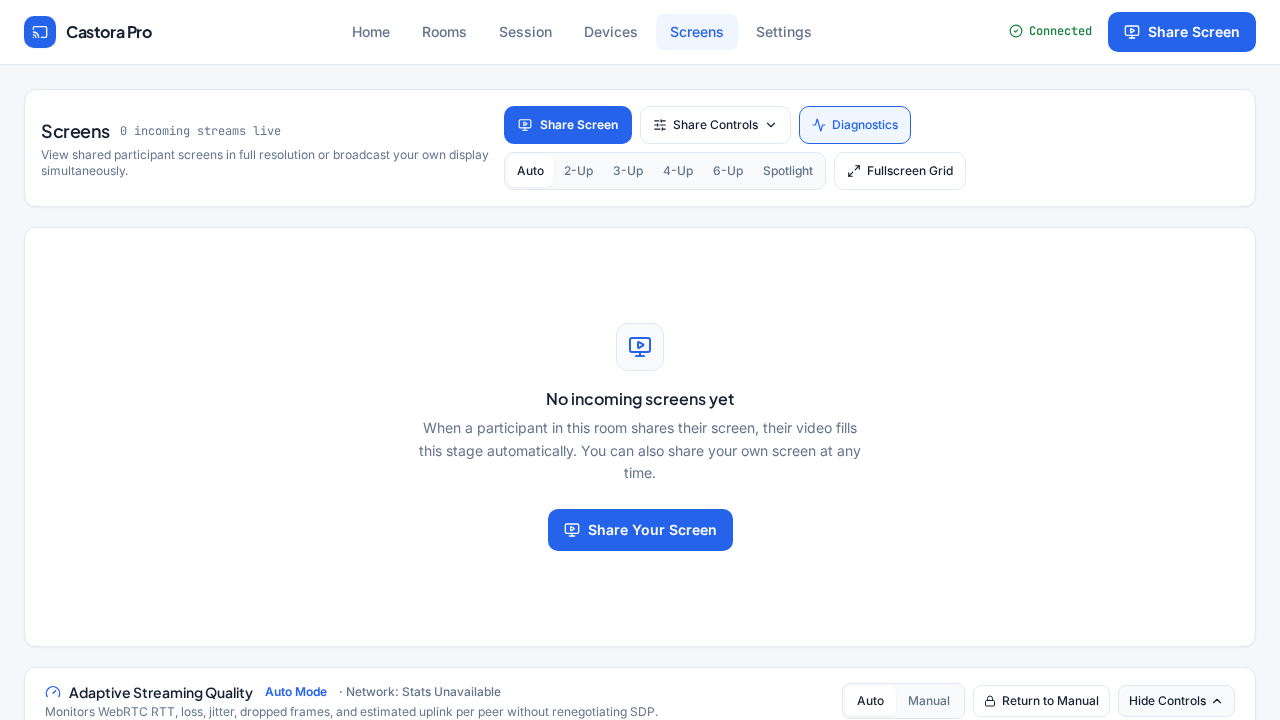 Castora Pro
Home
Rooms
Session
Devices
Screens
Settings
Connected
Share Screen
Screens
0 incoming streams live
View shared participant screens in full resolution or broadcast your own display
simultaneously.
Share Screen
Share Controls
Diagnostics
Auto
2-Up
3-Up
4-Up
6-Up
Spotlight
Fullscreen Grid
No incoming screens yet
When a participant in this room shares their screen, their video fills
this stage automatically. You can also share your own screen at any
time.
Share Your Screen
Adaptive Streaming Quality
Auto Mode
· Network: Stats Unavailable
Monitors WebRTC RTT, loss, jitter, dropped frames, and estimated uplink per peer without renegotiating SDP.
Auto
Manual
Return to Manual
Hide Controls